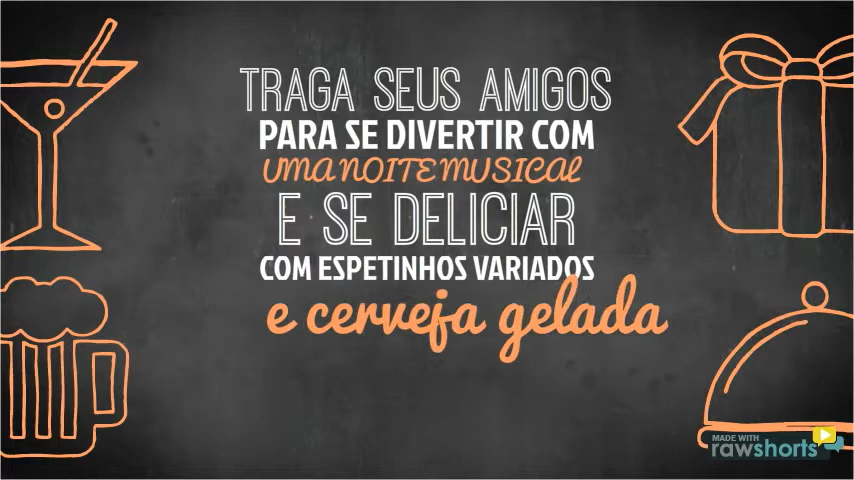 TRAGA SEUS AMIGOS
PARA SE DIVERTIR COM
UMA NOITE MUSICAL
E SE DELICIAR
COM ESPETINHOS VARIADOS
e cerveja gelada
MADE WITH
rawshorts